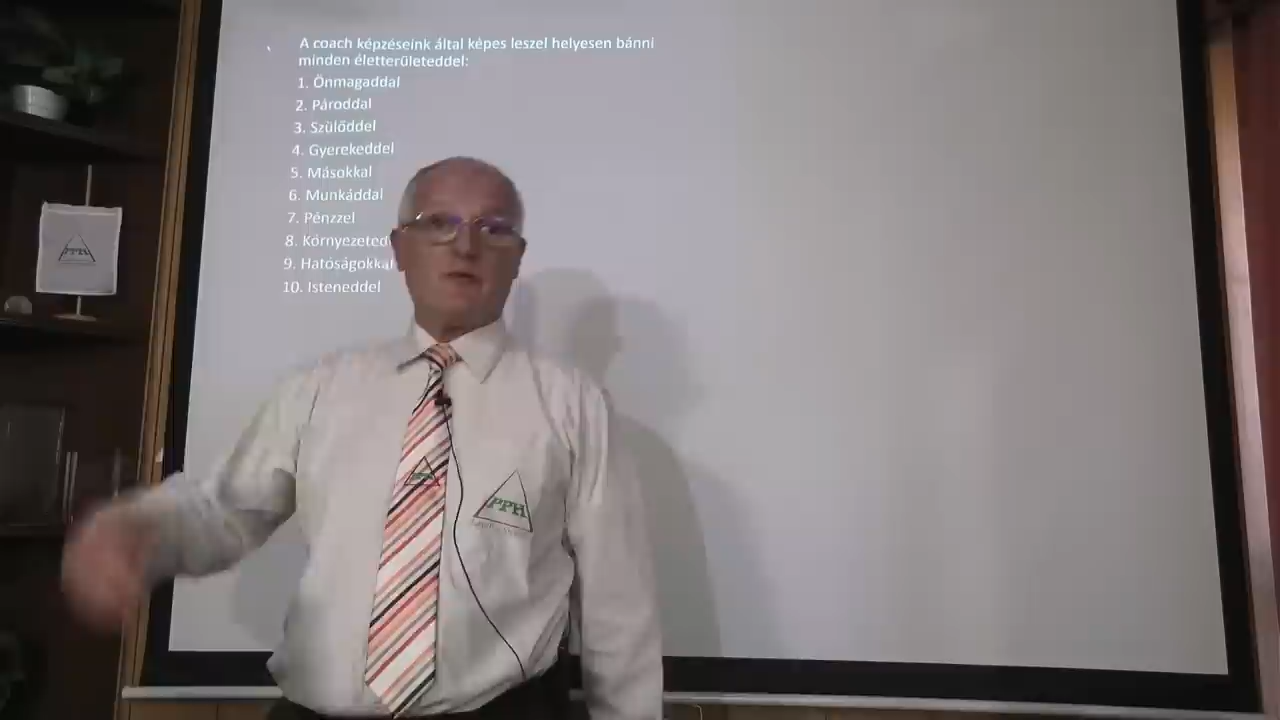 A coach képzéseink által képes leszel helyesen bánni
minden életterületeddel:
1. Önmagaddal
2. Pároddal
3. Szülőddel
4. Gyerekeddel
5. Másokkal
6. Munkáddal
7. Pénzzel
8. Környezeted
9. Hatóságokkal
10. Isteneddel
PPH
PPH